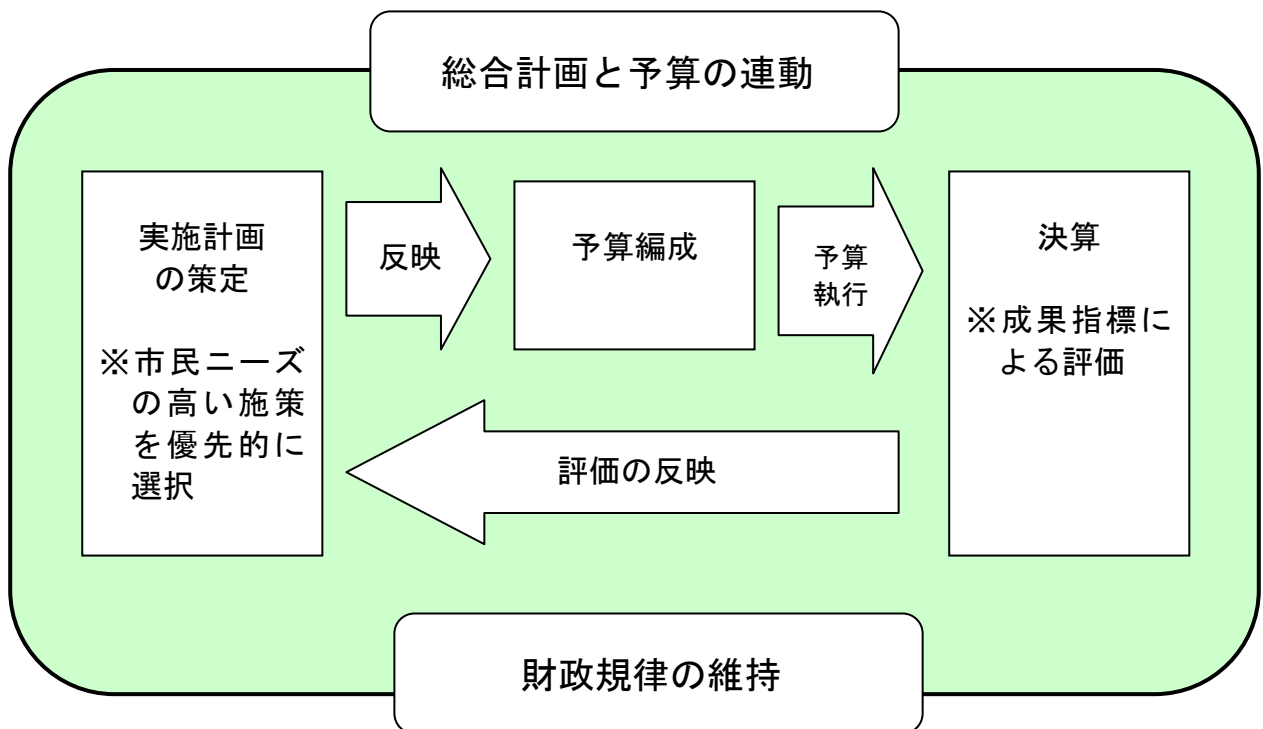 総合計画と予算の連動
実施計画
の策定
※市民ニーズ
の高い施策
を優先的に
選択
反映
予算編成
予算
執行
決算
※成果指標に
よる評価
評価の反映
財政規律の維持